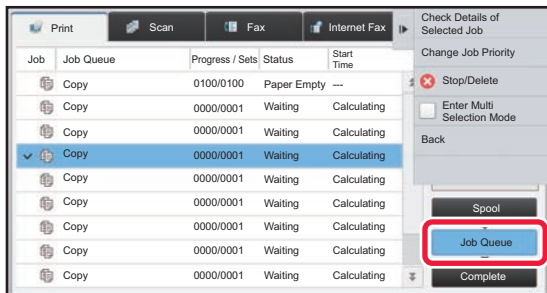 Print Scan Fax Internet Fax
Job Job Queue Progress / Sets Status Start Time
Copy 0100/0100 Paper Empty ---
Copy 0000/0001 Waiting Calculating
Copy 0000/0001 Waiting Calculating
Copy 0000/0001 Waiting Calculating
Copy 0000/0001 Waiting Calculating
Copy 0000/0001 Waiting Calculating
Copy 0000/0001 Waiting Calculating
Copy 0000/0001 Waiting Calculating
Copy 0000/0001 Waiting Calculating
Check Details of
Selected Job
Change Job Priority
Stop/Delete
Enter Multi
Selection Mode
Back
Spool
Job Queue
Complete